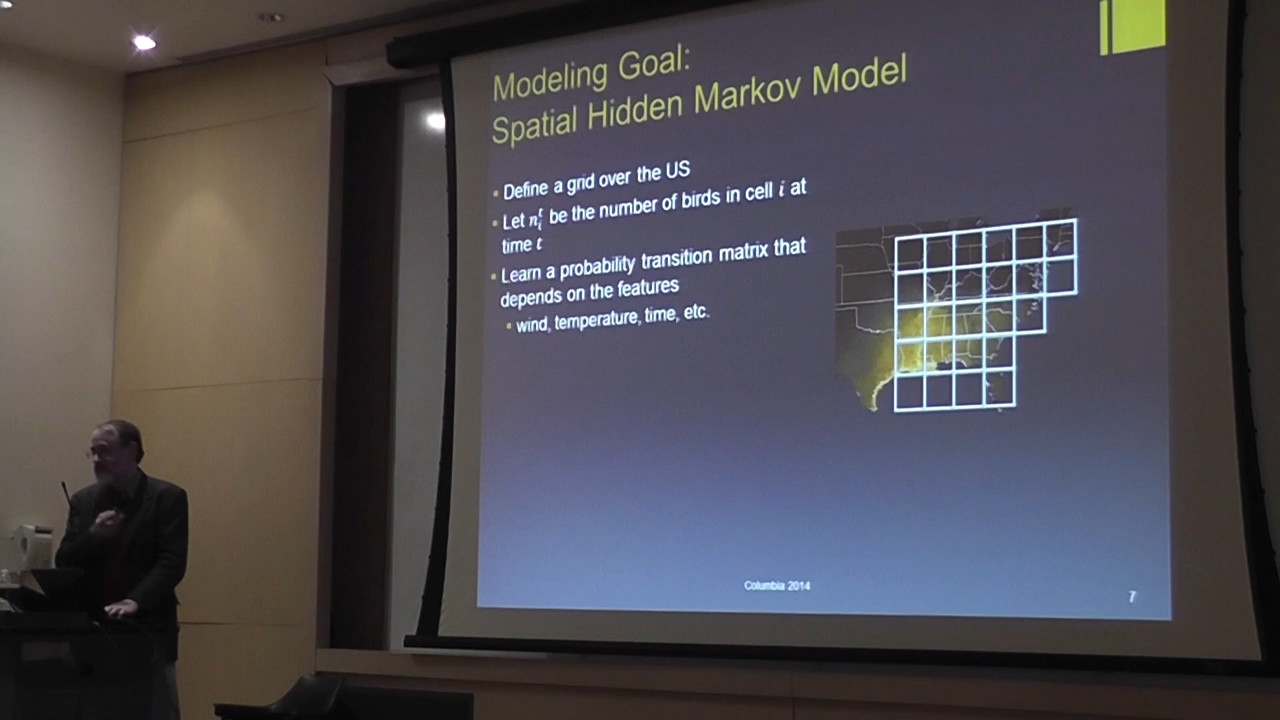 Modeling Goal:
Spatial Hidden Markov Model
Define a grid over the US
Let n_i^t be the number of birds in cell i at
time t
Learn a probability transition matrix that
depends on the features
wind, temperature, time, etc.
Columbia 2014
7